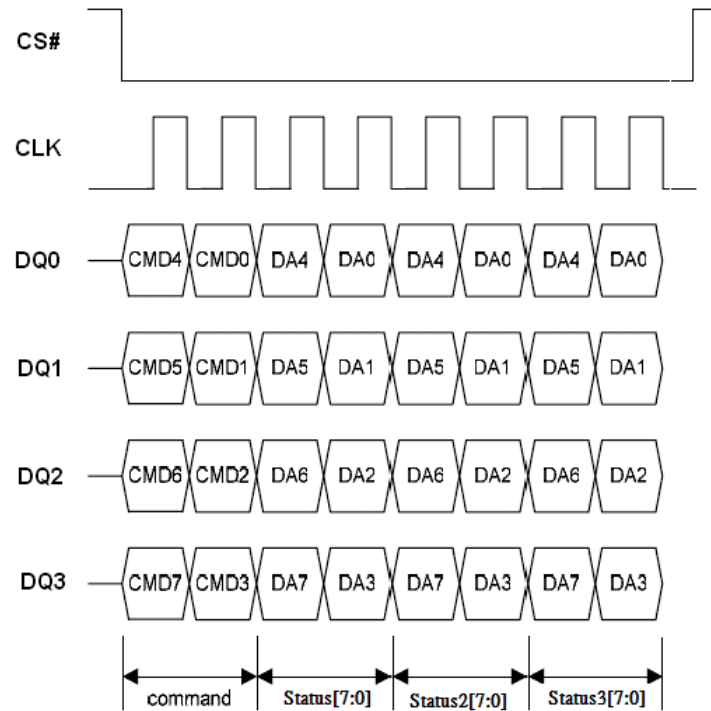 CS#
CLK
DQ0 CMD4 CMD0 DA4 DA0 DA4 DA0 DA4 DA0
DQ1 CMD5 CMD1 DA5 DA1 DA5 DA1 DA5 DA1
DQ2 CMD6 CMD2 DA6 DA2 DA6 DA2 DA6 DA2
DQ3 CMD7 CMD3 DA7 DA3 DA7 DA3 DA7 DA3
command Status[7:0] Status2[7:0] Status3[7:0]